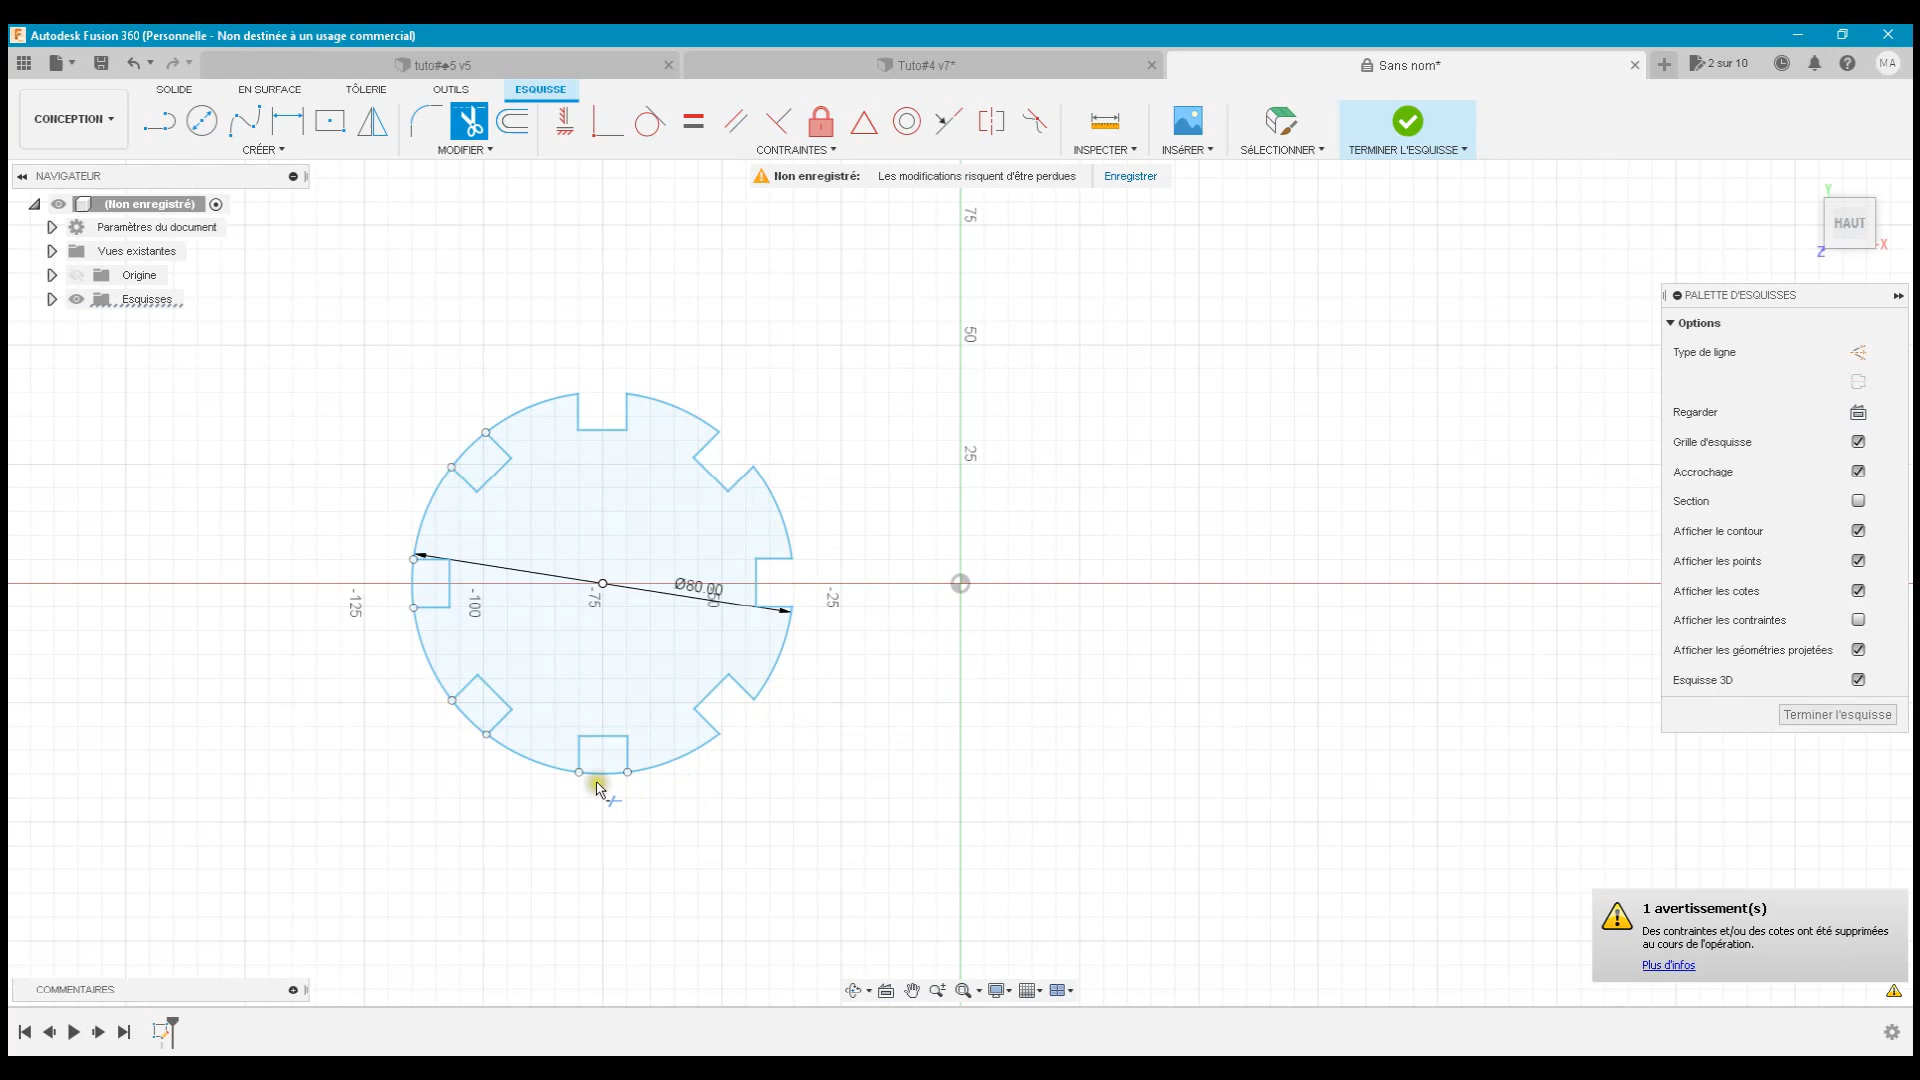 Autodesk Fusion 360 (Personnelle - Non destinée à un usage commercial)
Tuto#4 v7*
Sans nom*
2 sur 10
MA
CONCEPTION
SOLIDE
EN SURFACE
TÔLERIE
OUTILS
ESQUISSE
CRÉER
MODIFIER
CONTRAINTES
INSPECTER
INSéRER
SéLECTIONNER
TERMINER L'ESQUISSE
NAVIGATEUR
Non enregistré: Les modifications risquent d'être perdues Enregistrer
(Non enregistré)
Paramètres du document
Vues existantes
Origine
Esquisses
75
50
25
-125
-100
-75
-25
Ø80.00
HAUT
Y
X
Z
PALETTE D'ESQUISSES
Options
Type de ligne
Regarder
Grille d'esquisse
Accrochage
Section
Afficher le contour
Afficher les points
Afficher les cotes
Afficher les contraintes
Afficher les géométries projetées
Esquisse 3D
Terminer l'esquisse
1 avertissement(s)
Des contraintes et/ou des cotes ont été supprimées
au cours de l'opération.
Plus d'infos
COMMENTAIRES